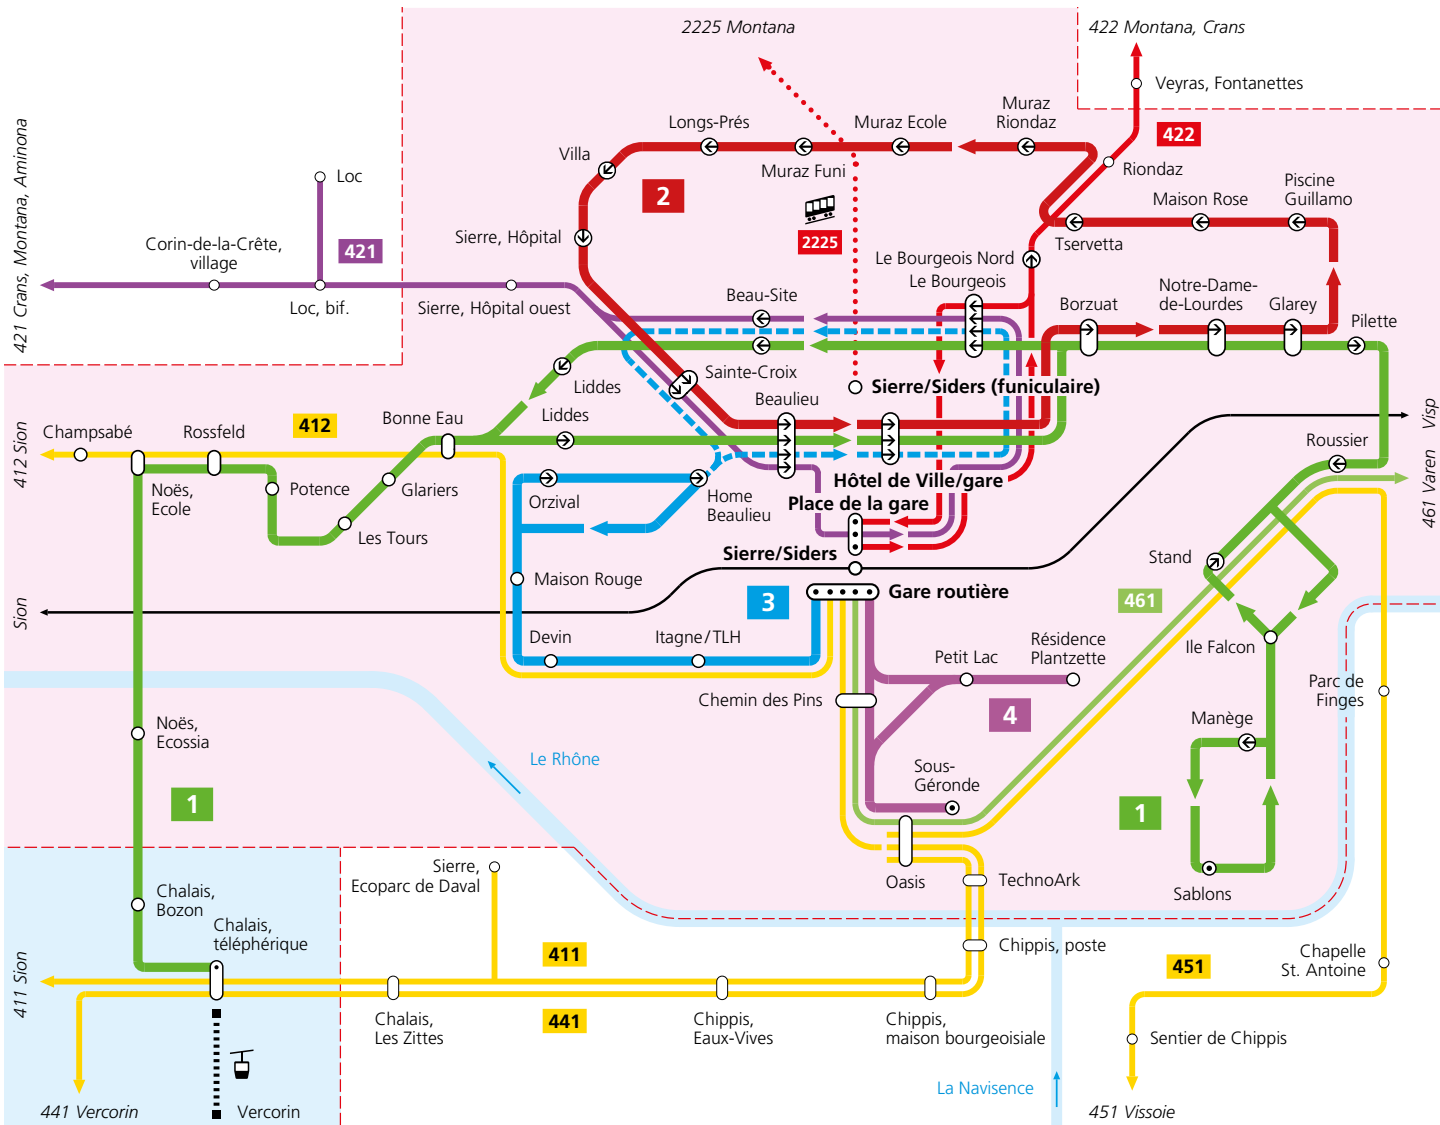 2225 Montana
422 Montana, Crans
Veyras, Fontanettes
422
Riondaz
Muraz
Riondaz
Muraz Ecole
Longs-Prés
Muraz Funi
Villa
2
2225
Piscine
Guillamo
Maison Rose
Tservetta
Sierre, Hôpital
Le Bourgeois Nord
Le Bourgeois
421 Crans, Montana, Aminona
Loc
421
Corin-de-la-Crête,
village
Loc, bif.
Sierre, Hôpital ouest
Beau-Site
Borzuat
Notre-Dame-
de-Lourdes
Glarey
Pilette
Liddes
Sainte-Croix
Sierre/Siders (funiculaire)
Beaulieu
Liddes
Bonne Eau
412
Rossfeld
Champsabé
412 Sion
Visp
Roussier
461 Varen
Hôtel de Ville/gare
Place de la gare
Noës,
Ecole
Potence
Glariers
Les Tours
Orzival
Home
Beaulieu
Sierre/Siders
Stand
Maison Rouge
3
Gare routière
461
Sion
Devin
Itagne/TLH
Petit Lac
Résidence
Plantzette
Ile Falcon
Chemin des Pins
4
Parc de
Finges
Manège
Noës,
Ecossia
Le Rhône
Sous-
Géronde
1
1
Sierre,
Ecoparc de Daval
Oasis
TechnoArk
Sablons
Chalais,
Bozon
Chalais,
téléphérique
Chippis, poste
411
451
Chapelle
St. Antoine
411 Sion
441
Chalais,
Les Zittes
Chippis,
Eaux-Vives
Chippis,
maison bourgeoisiale
Sentier de Chippis
La Navisence
441 Vercorin
Vercorin
451 Vissoie